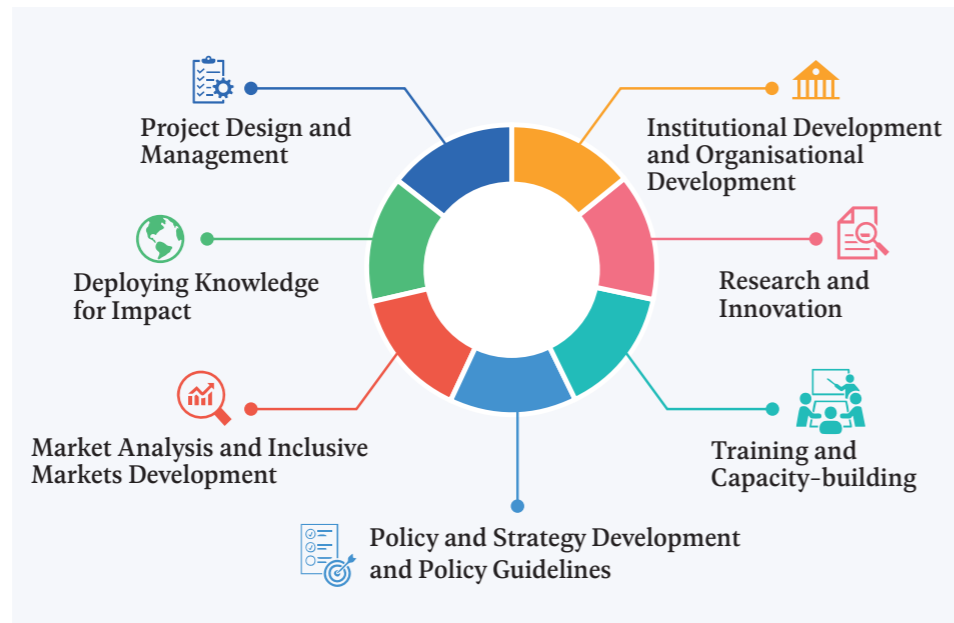 Project Design and
Management
Institutional Development
and Organisational
Development
Deploying Knowledge
for Impact
Research and
Innovation
Market Analysis and Inclusive
Markets Development
Training and
Capacity-building
Policy and Strategy Development
and Policy Guidelines